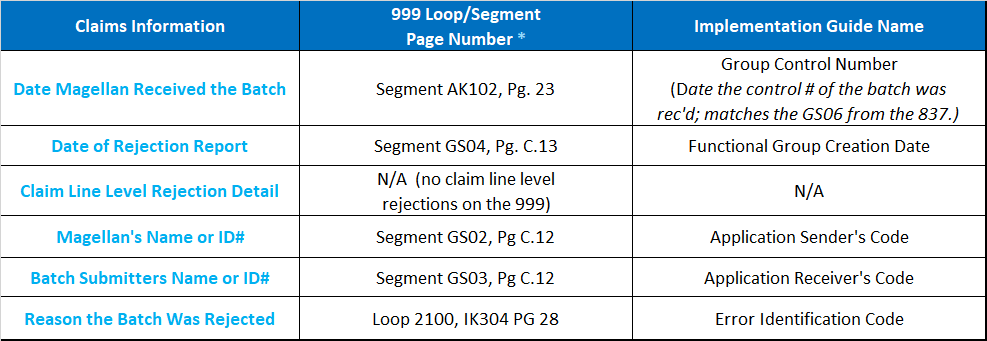 Claims Information
999 Loop/Segment
Page Number *
Implementation Guide Name
Date Magellan Received the Batch
Segment AK102, Pg. 23
Group Control Number
(Date the control # of the batch was
rec'd; matches the GS06 from the 837.)
Date of Rejection Report
Segment GS04, Pg. C.13
Functional Group Creation Date
Claim Line Level Rejection Detail
N/A (no claim line level
rejections on the 999)
N/A
Magellan's Name or ID#
Segment GS02, Pg C.12
Application Sender's Code
Batch Submitters Name or ID#
Segment GS03, Pg C.12
Application Receiver's Code
Reason the Batch Was Rejected
Loop 2100, IK304 PG 28
Error Identification Code